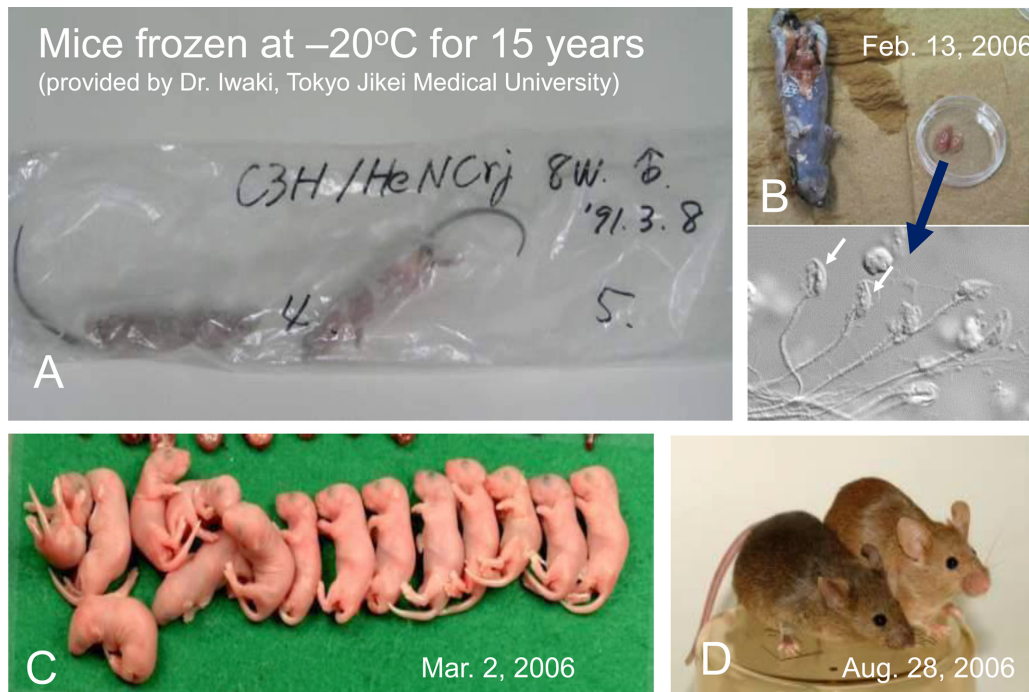 Mice frozen at –20°C for 15 years
(provided by Dr. Iwaki, Tokyo Jikei Medical University)
C3H/HeNCrj 8W. ♂.
'91.3.8
4
5.
A
Feb. 13, 2006
B
C
Mar. 2, 2006
D
Aug. 28, 2006